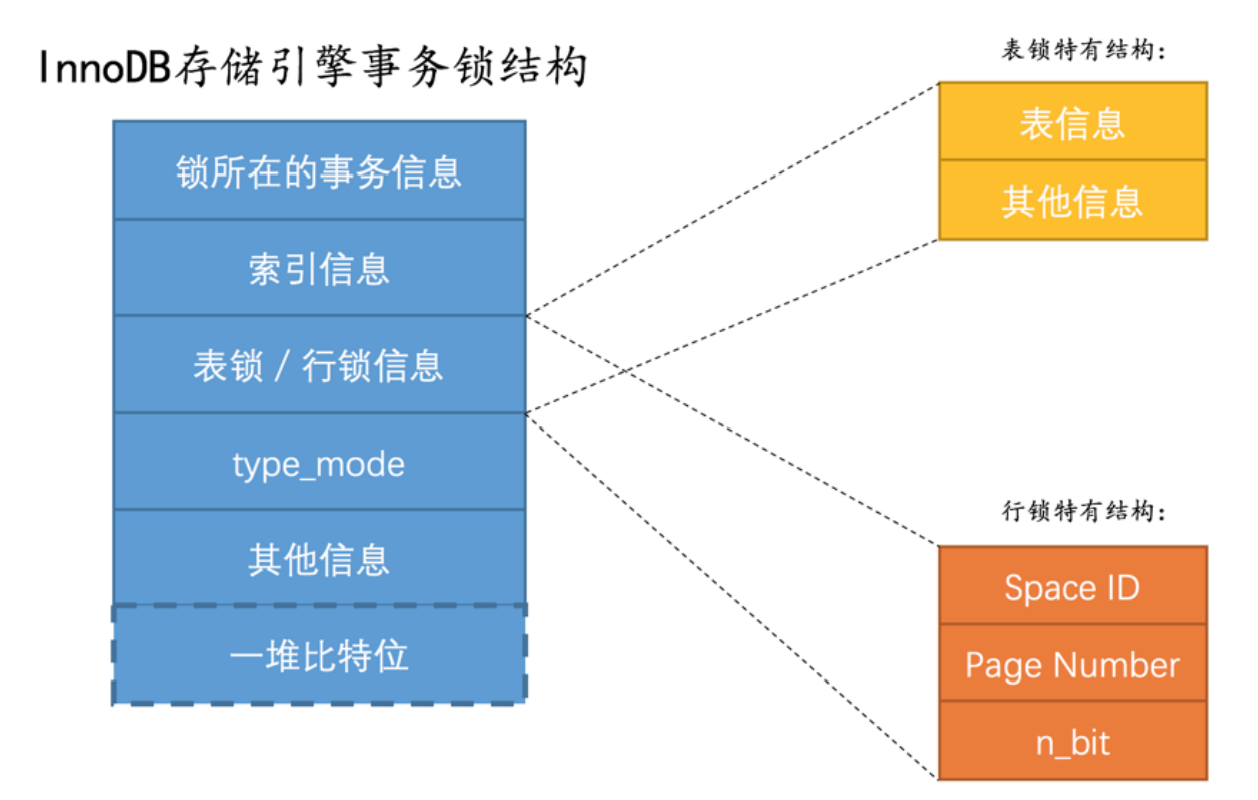 InnoDB存储引擎事务锁结构
锁所在的事务信息
索引信息
表锁 / 行锁信息
type_mode
其他信息
一堆比特位
表锁特有结构：
表信息
其他信息
行锁特有结构：
Space ID
Page Number
n_bit